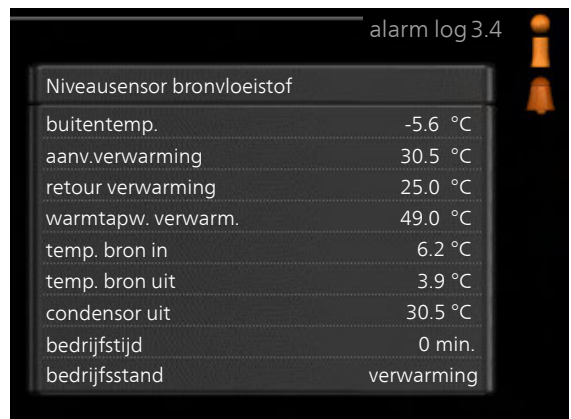 alarm log 3.4
Niveausensor bronvloeistof
buitentemp. -5.6 °C
aanv.verwarming 30.5 °C
retour verwarming 25.0 °C
warmtapw. verwarm. 49.0 °C
temp. bron in 6.2 °C
temp. bron uit 3.9 °C
condensor uit 30.5 °C
bedrijfstijd 0 min.
bedrijfsstand verwarming